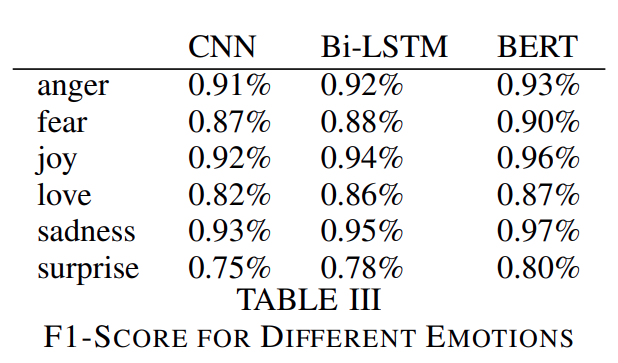 CNN Bi-LSTM BERT
anger 0.91% 0.92% 0.93%
fear 0.87% 0.88% 0.90%
joy 0.92% 0.94% 0.96%
love 0.82% 0.86% 0.87%
sadness 0.93% 0.95% 0.97%
surprise 0.75% 0.78% 0.80%
TABLE III
F1-SCORE FOR DIFFERENT EMOTIONS